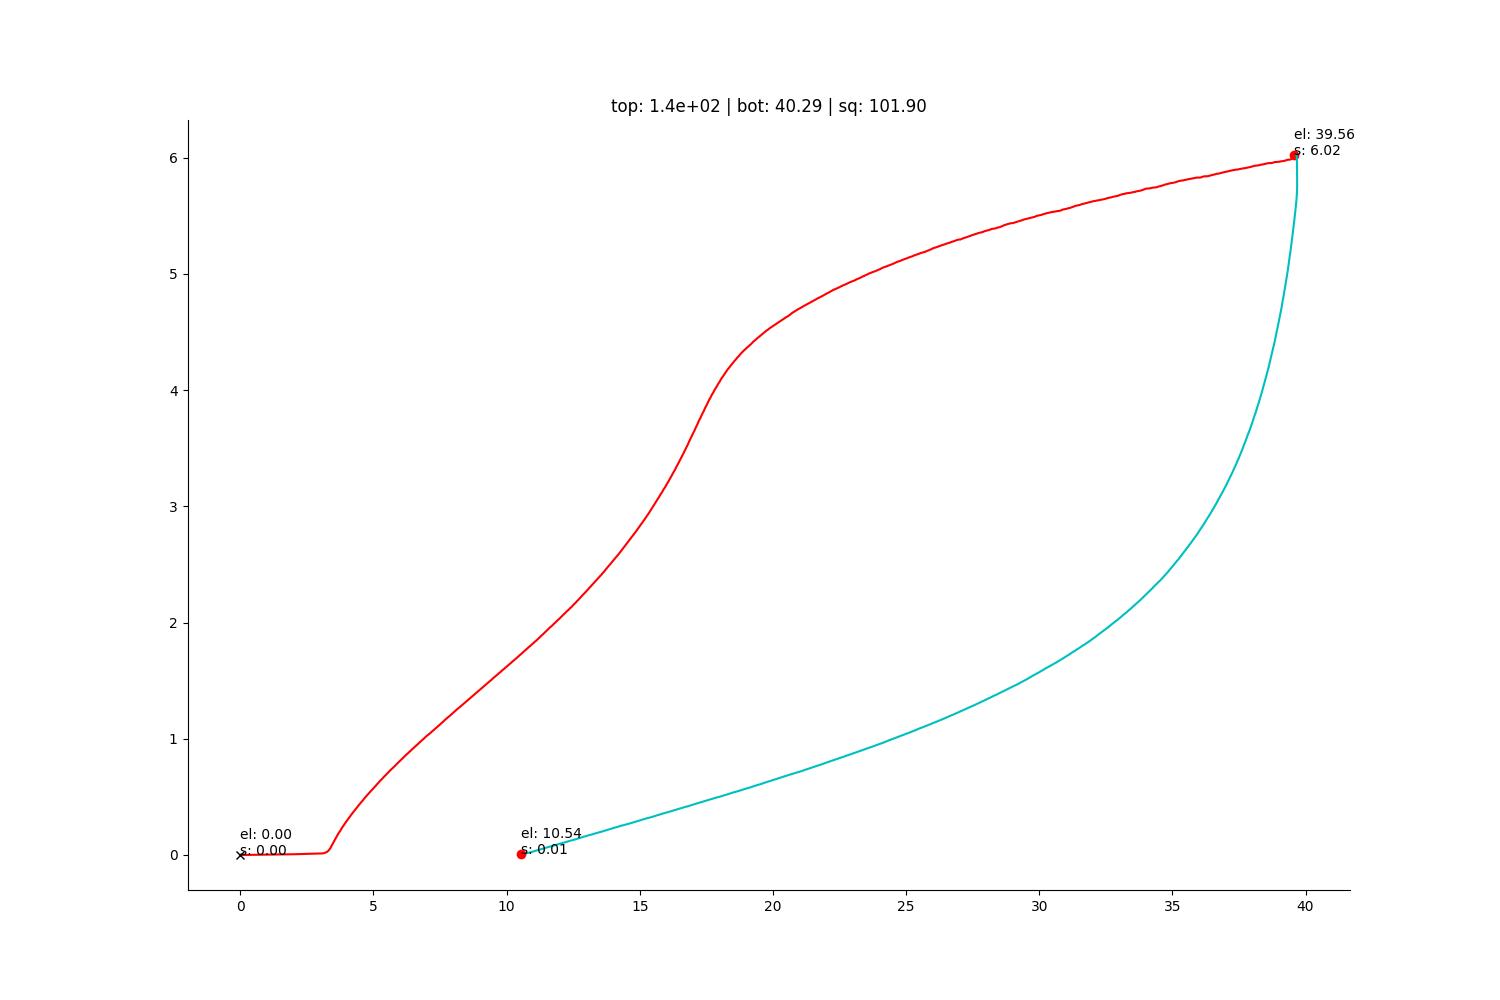 top: 1.4e+02 | bot: 40.29 | sq: 101.90
el: 39.56
s: 6.02
6
5
4
3
2
1
0
el: 0.00
s: 0.00
el: 10.54
s: 0.01
0 5 10 15 20 25 30 35 40